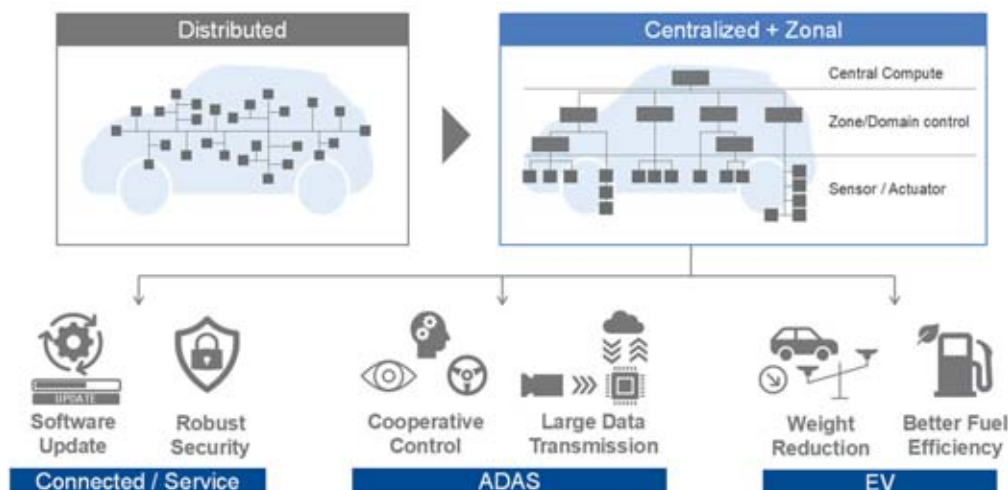 Distributed
Centralized + Zonal
Central Compute
Zone/Domain control
Sensor / Actuator
UPDATE
Software
Update
Robust
Security
Cooperative
Control
Large Data
Transmission
Weight
Reduction
Better Fuel
Efficiency
Connected / Service
ADAS
EV